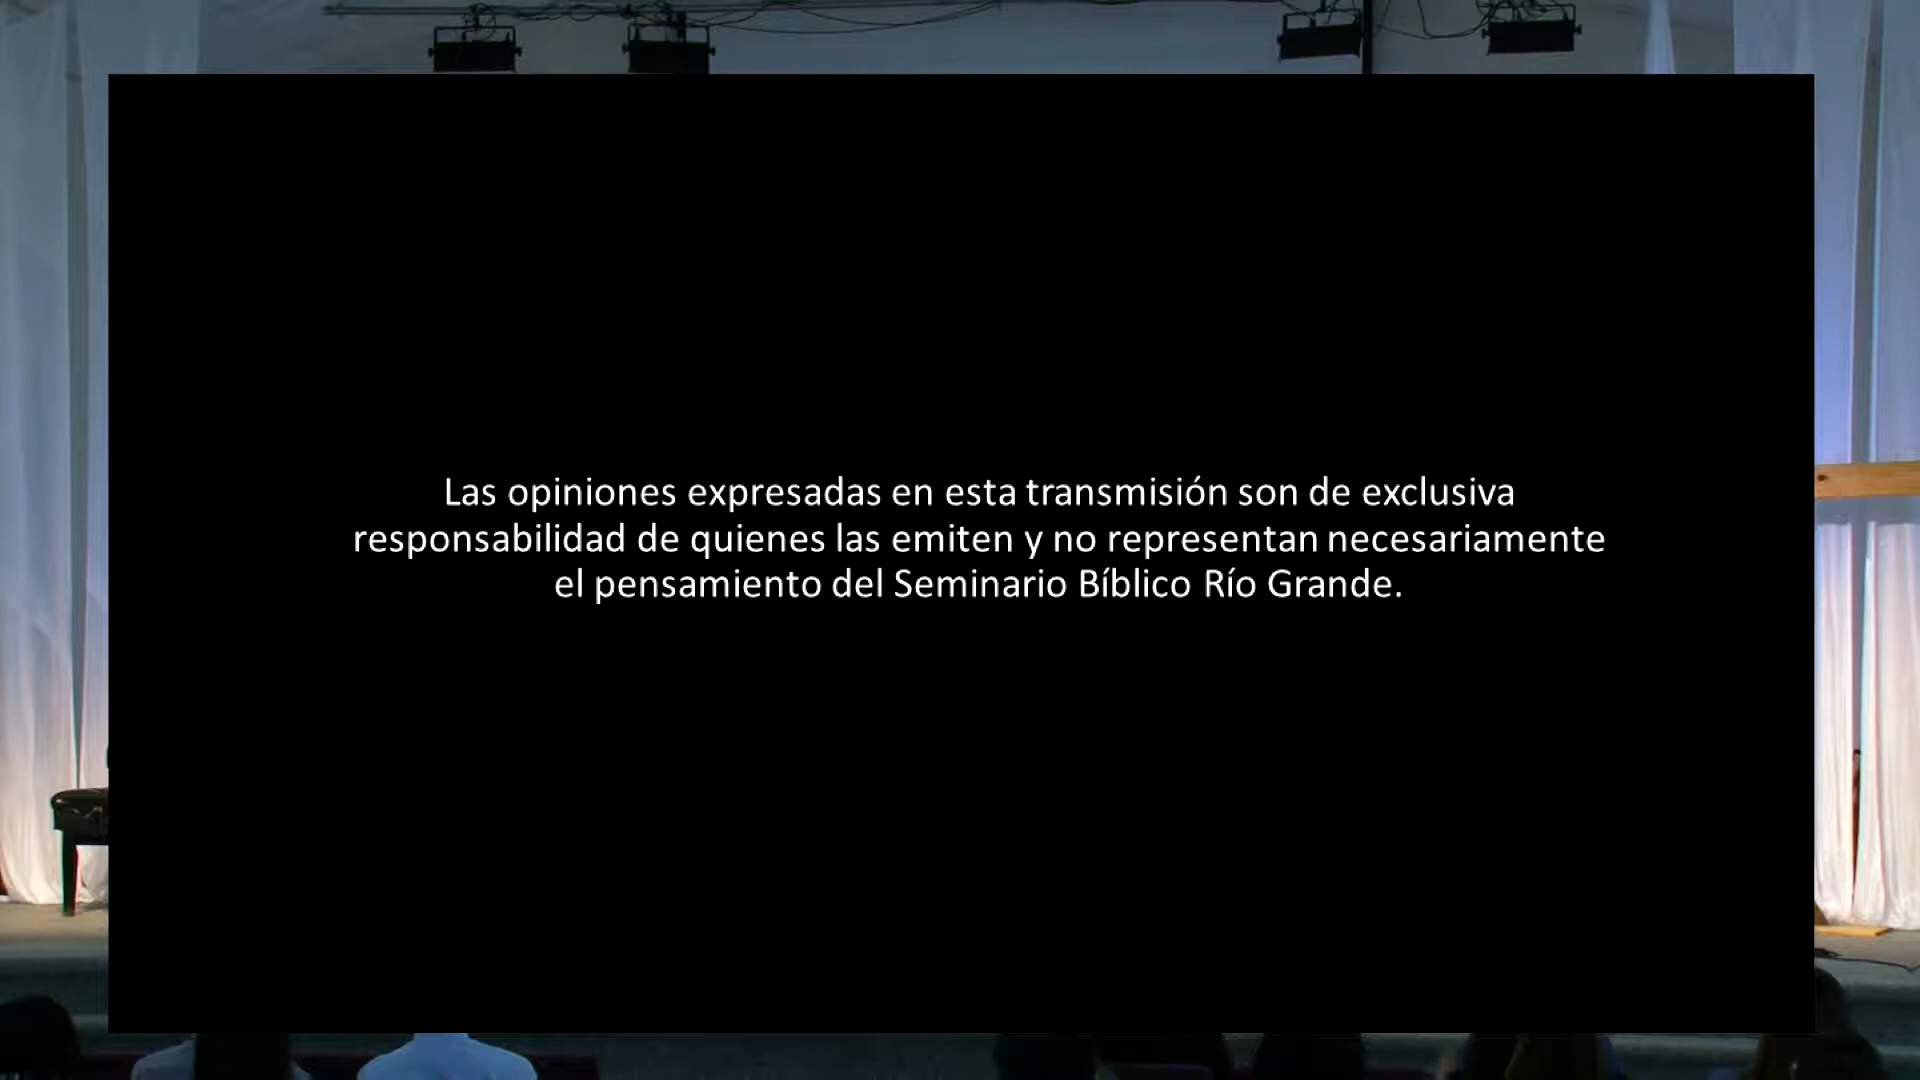 Las opiniones expresadas en esta transmisión son de exclusiva
responsabilidad de quienes las emiten y no representan necesariamente
el pensamiento del Seminario Bíblico Río Grande.